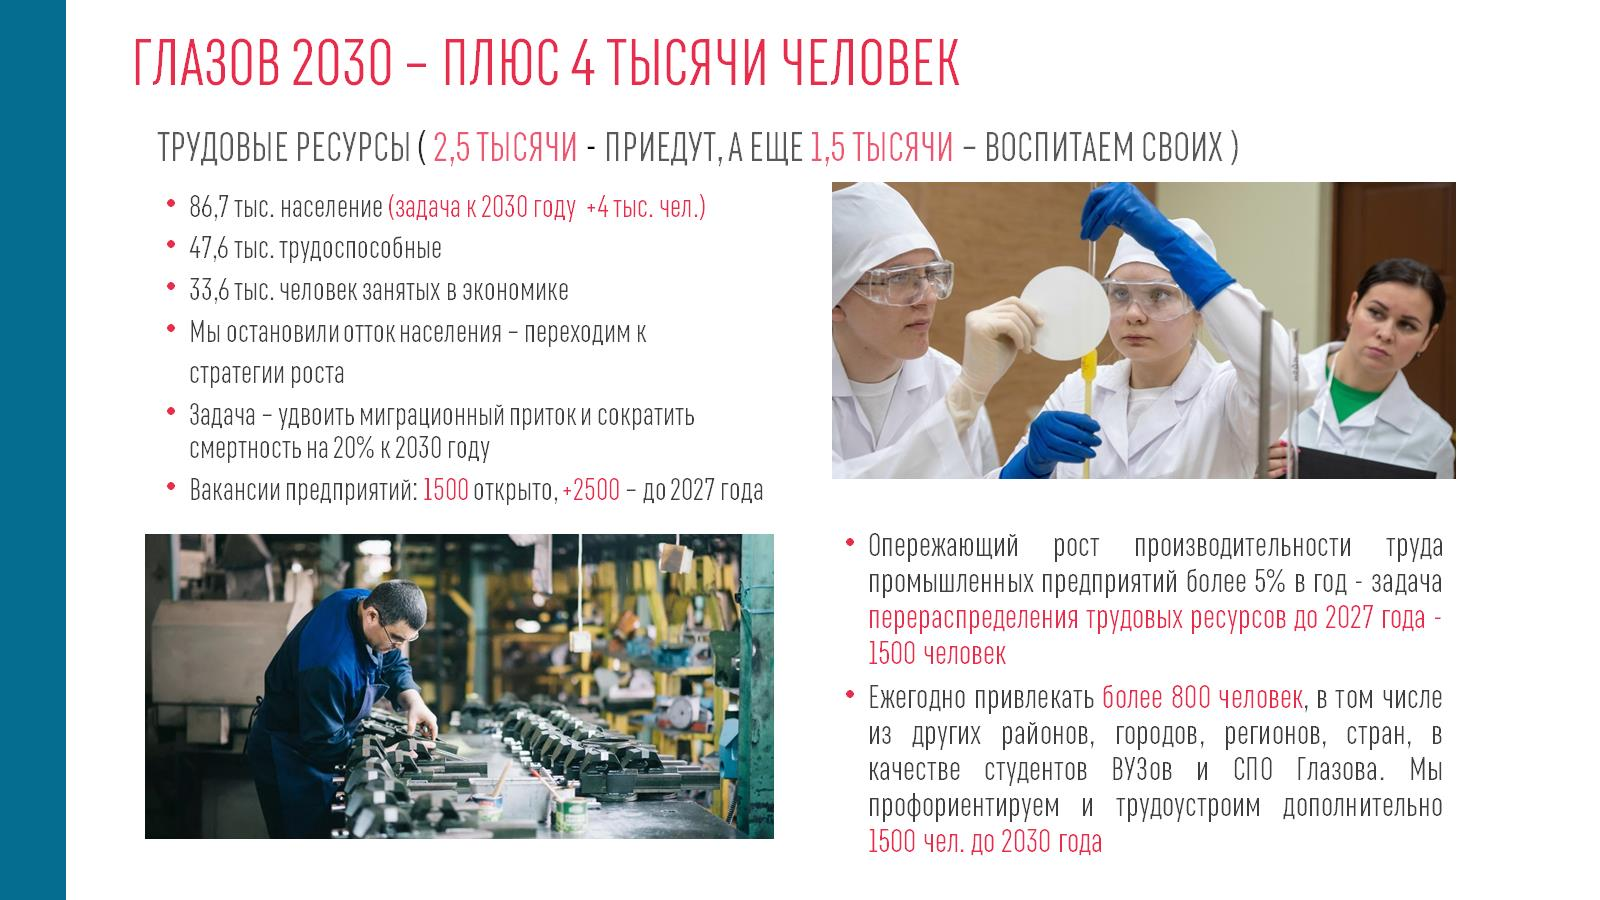 ГЛАЗОВ 2030 – ПЛЮС 4 ТЫСЯЧИ ЧЕЛОВЕК
ТРУДОВЫЕ РЕСУРСЫ ( 2,5 ТЫСЯЧИ - ПРИЕДУТ, А ЕЩЕ 1,5 ТЫСЯЧИ – ВОСПИТАЕМ СВОИХ )
• 86,7 тыс. население (задача к 2030 году +4 тыс. чел.)
• 47,6 тыс. трудоспособные
• 33,6 тыс. человек занятых в экономике
• Мы остановили отток населения – переходим к
стратегии роста
• Задача – удвоить миграционный приток и сократить
смертность на 20% к 2030 году
• Вакансии предприятий: 1500 открыто, +2500 – до 2027 года
• Опережающий рост производительности труда
промышленных предприятий более 5% в год - задача
перераспределения трудовых ресурсов до 2027 года -
1500 человек
• Ежегодно привлекать более 800 человек, в том числе
из других районов, городов, регионов, стран, в
качестве студентов ВУЗов и СПО Глазова. Мы
профориентируем и трудоустроим дополнительно
1500 чел. до 2030 года